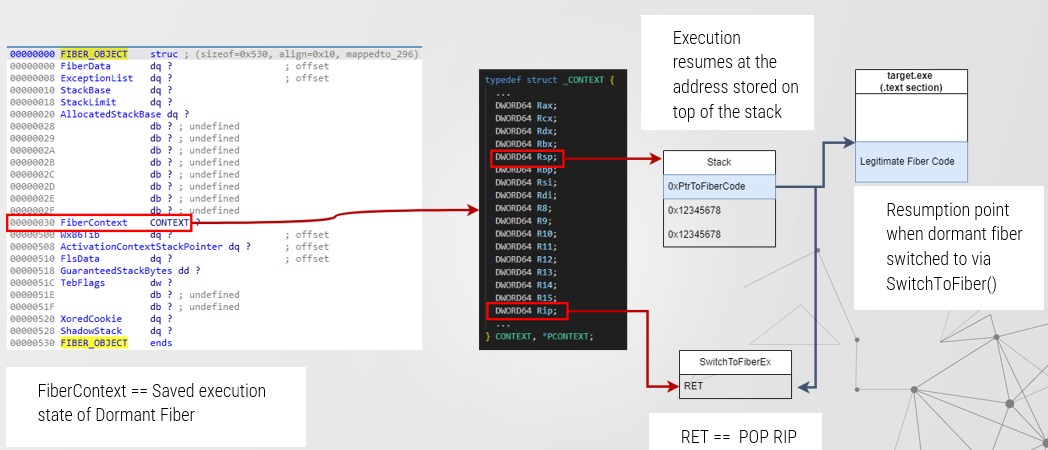 00000000 FIBER_OBJECT struc ; (sizeof=0x530, align=0x10, mappedto_296)
00000000 FiberData dq ? ; offset
00000008 ExceptionList dq ? ; offset
00000010 StackBase dq ?
00000018 StackLimit dq ?
00000020 AllocatedStackBase dq ?
00000028 db ? ; undefined
00000029 db ? ; undefined
0000002A db ? ; undefined
0000002B db ? ; undefined
0000002C db ? ; undefined
0000002D db ? ; undefined
0000002E db ? ; undefined
0000002F db ? ; undefined
00000030 FiberContext CONTEXT ?
00000500 Wx86Tib dq ? ; offset
00000508 ActivationContextStackPointer dq ? ; offset
00000510 FlsData dq ? ; offset
00000518 GuaranteedStackBytes dd ?
0000051C TebFlags dw ?
0000051E db ? ; undefined
0000051F db ? ; undefined
00000520 XoredCookie dq ?
00000528 ShadowStack dq ?
00000530 FIBER_OBJECT ends
FiberContext == Saved execution
state of Dormant Fiber
typedef struct _CONTEXT {
...
DWORD64 Rax;
DWORD64 Rcx;
DWORD64 Rdx;
DWORD64 Rbx;
DWORD64 Rsp;
DWORD64 Rbp;
DWORD64 Rsi;
DWORD64 Rdi;
DWORD64 R8;
DWORD64 R9;
DWORD64 R10;
DWORD64 R11;
DWORD64 R12;
DWORD64 R13;
DWORD64 R14;
DWORD64 R15;
DWORD64 Rip;
...
} CONTEXT, *PCONTEXT;
Execution
resumes at the
address stored on
top of the stack
Stack
0xPtrToFiberCode
0x12345678
0x12345678
target.exe
(.text section)
Legitimate Fiber Code
Resumption point
when dormant fiber
switched to via
SwitchToFiber()
SwitchToFiberEx
RET
RET == POP RIP